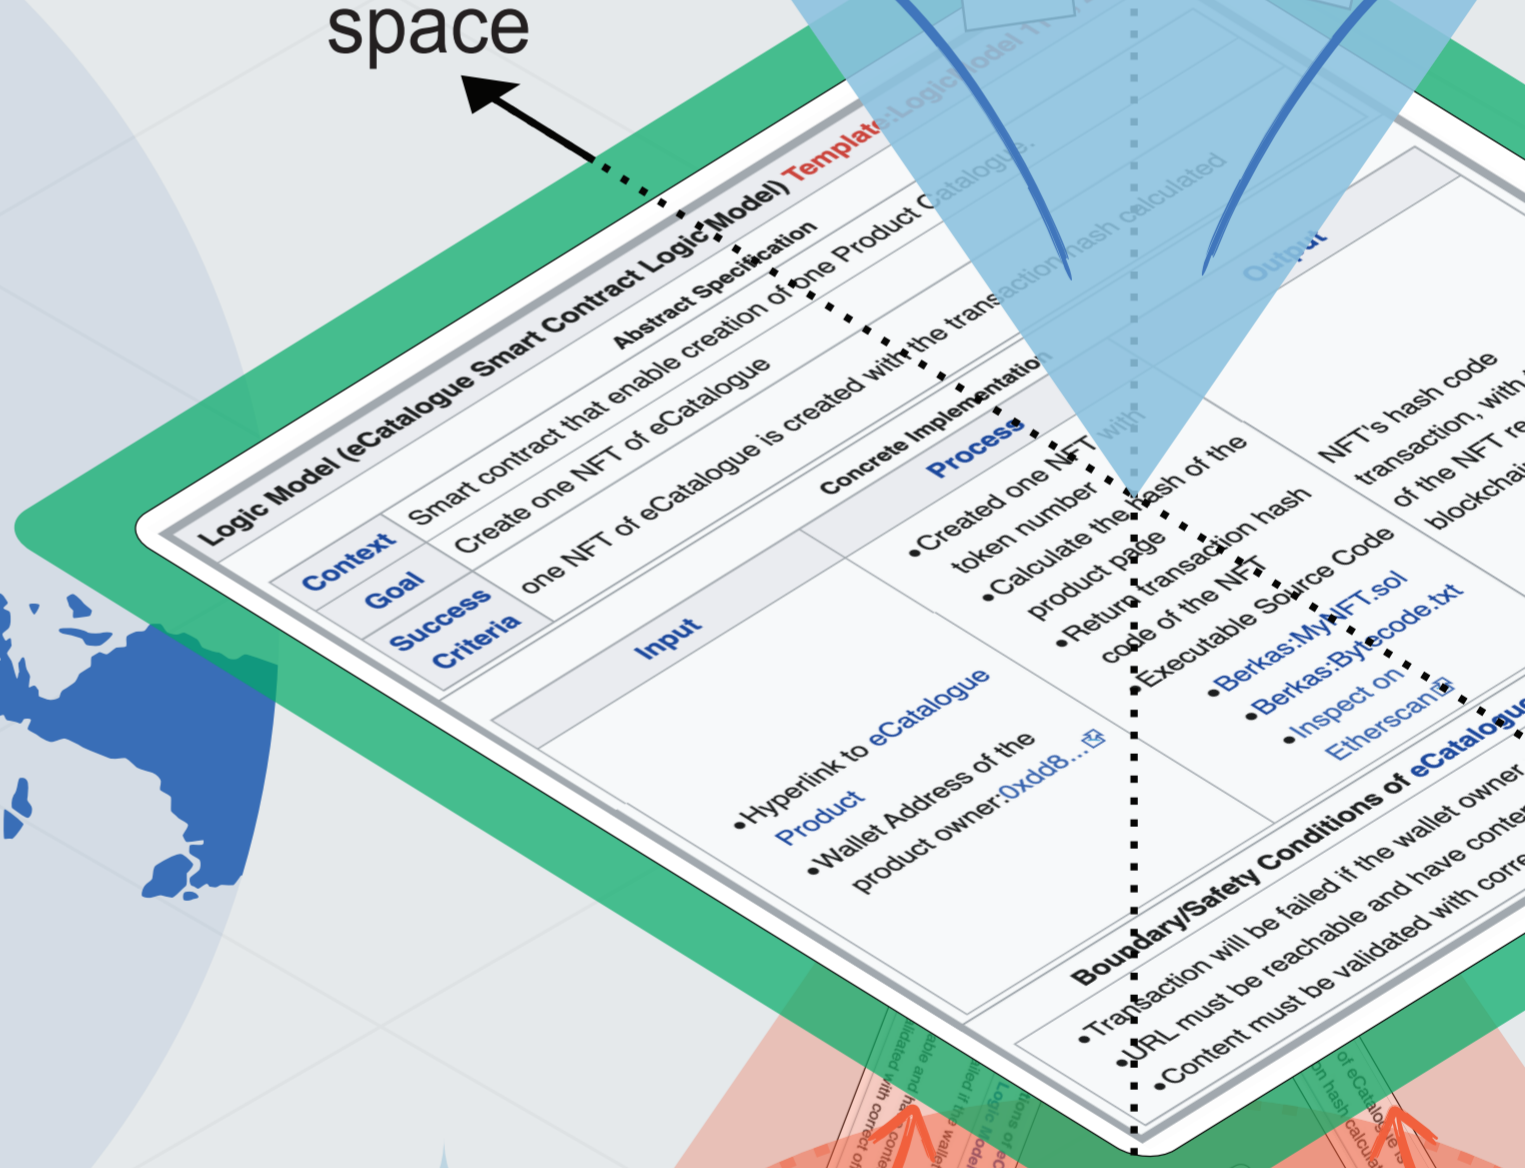 space
Logic Model (eCatalogue Smart Contract Logic Model) Template:LogicModel
Abstract Specification
Context
Smart contract that enable creation of one Product Catalogue.
Goal
Create one NFT of eCatalogue
Success
Criteria
one NFT of eCatalogue is created with the transaction hash calculated
Concrete Implementation
Input
Process
Output
•Hyperlink to eCatalogue
Product
•Wallet Address of the
product owner:0xdd8...
•Created one NFT with
token number
•Calculate the hash of the
product page
•Return transaction hash
code of the NFT
•Executable Source Code
•Berkas:MyNFT.sol
•Berkas:Bytecode.txt
•Inspect on
Etherscan
NFT's hash code
transaction, with
of the NFT
Boundary/Safety Conditions of eCatalogue
•Transaction will be failed if the wallet owner
•URL must be reachable and have
•Content must be validated with